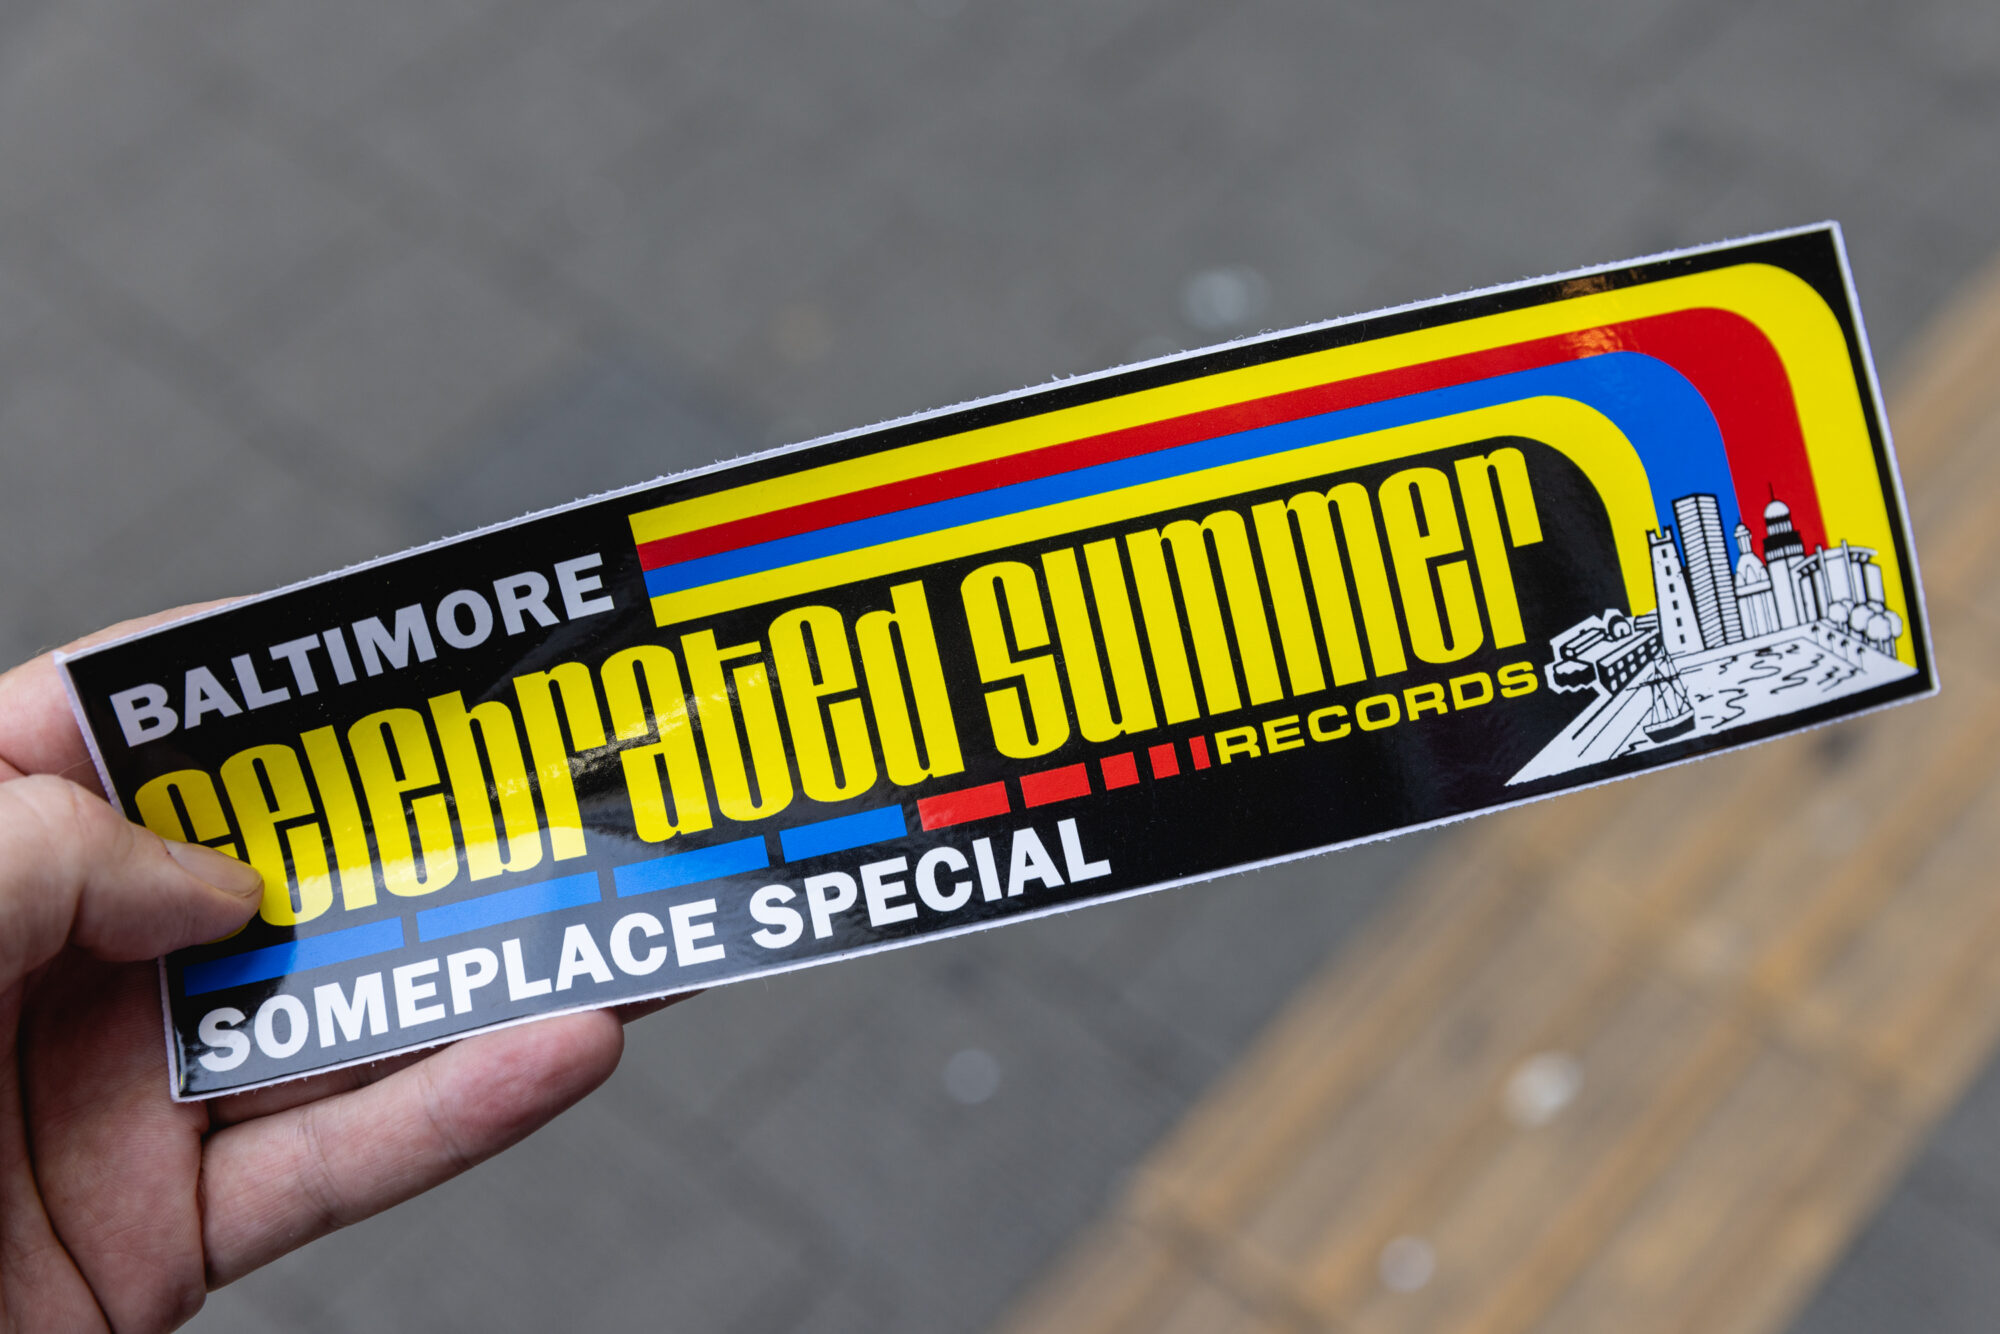 BALTIMORE
celebrated summer
RECORDS
SOMEPLACE SPECIAL